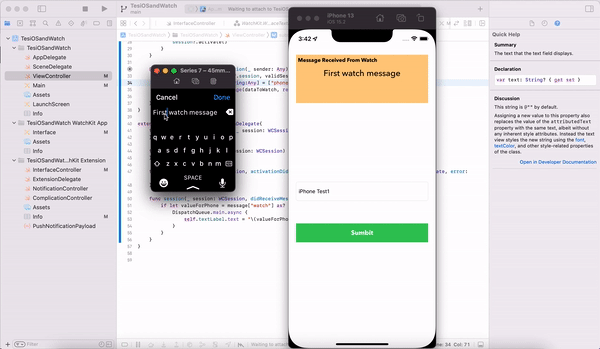 TesiOSandWatch
main
Waiting to attach to
TesiOSandWatch
TesiOSandWatch
AppDelegate
SceneDelegate
ViewController M
Main M
Assets
LaunchScreen
Info
TesiOSandWatch WatchKit App
Interface M
Assets
Info
TesiOSandWat...hKit Extension
InterfaceController M
ExtensionDelegate
NotificationController
ComplicationController
Assets
Info
PushNotificationPayload
Filter
InterfaceController
TesiOSandWatch
ViewController
session, activationDid
error:
func session(_ session: WCSession, didReceiveMes
if let valueForPhone = message["watch"] as?
DispatchQueue.main.async {
self.textLabel.text = "\(valueForPh
}
}
}
}
Series 7 – 45mm...
Cancel Done
First watch message
q w e r t y u i o p
a s d f g h j k l
z x c v b n m
SPACE
iPhone 13
iOS 15.2
3:42
Message Received From Watch
First watch message
iPhone Test1
Sumbit
Line: 34 Col: 71
Quick Help
Summary
The text that the text field displays.
Declaration
var text: String? { get set }
Discussion
This string is @"" by default.
Assigning a new value to this property also
replaces the value of the attributedText
property with the same text, albeit without
any inherent style attributes. Instead the text
view styles the new string using the font,
textColor, and other style-related properties
of the class.
Open in Developer Documentation